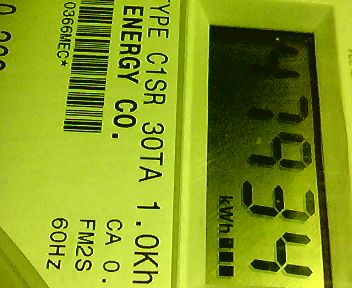 47934
kWh
TYPE C1SR 30TA 1.0Kh
ENERGY CO.
CA 0.
FM2S
0366MEC*
60Hz